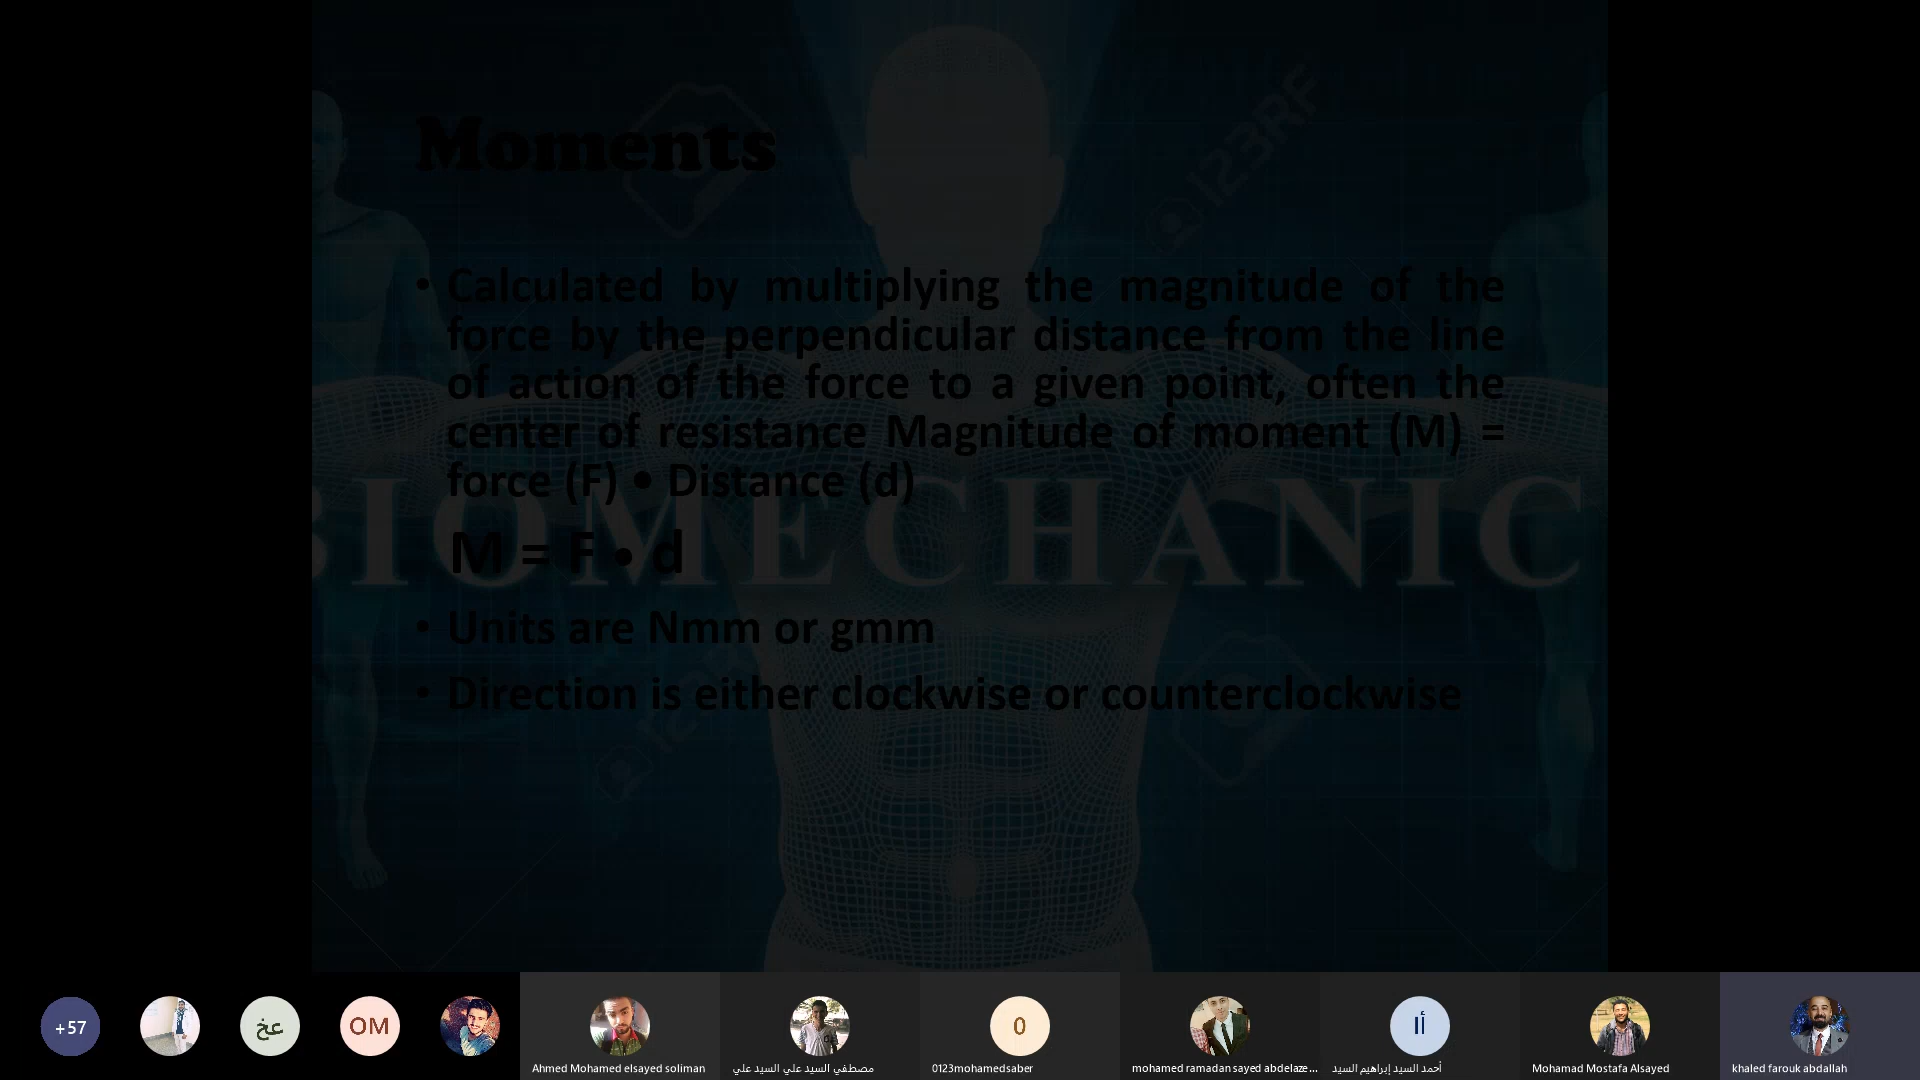 Moments
• Calculated by multiplying the magnitude of the
force by the perpendicular distance from the line
of action of the force to a given point, often the
center of resistance Magnitude of moment (M) =
force (F) • Distance (d)
M = F • d
BIOMECHANIC
• Units are Nmm or gmm
• Direction is either clockwise or counterclockwise
123RF
+57
عخ
OM
0
أا
Ahmed Mohamed elsayed soliman
مصطفي السيد علي السيد علي
0123mohamedsaber
mohamed ramadan sayed abdelaze...
أحمد السيد إبراهيم السيد
Mohamad Mostafa Alsayed
khaled farouk abdallah